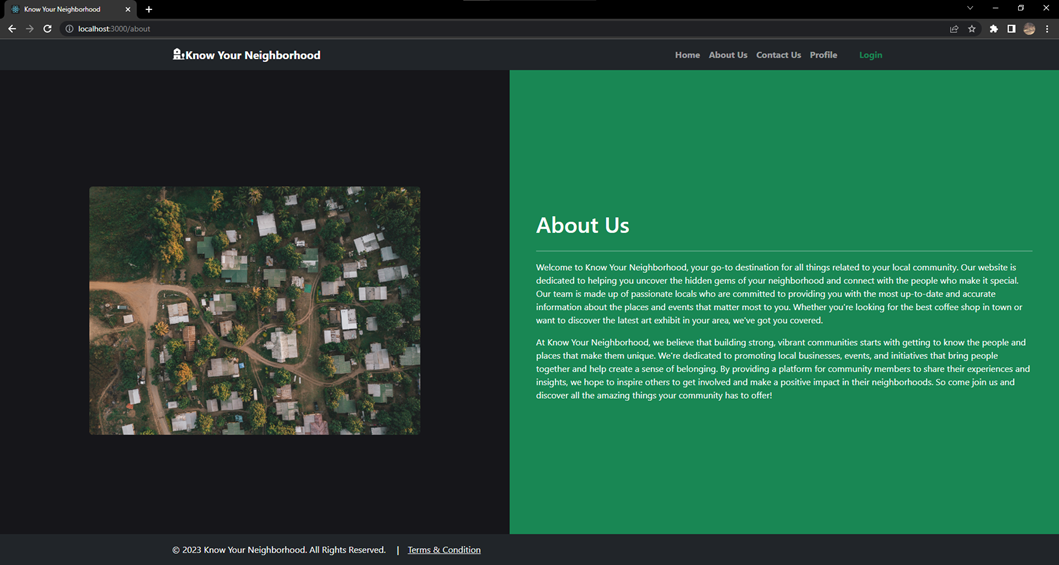 Know Your Neighborhood
localhost:3000/about
Know Your Neighborhood
Home About Us Contact Us Profile Login
About Us
Welcome to Know Your Neighborhood, your go-to destination for all things related to your local community. Our website is
dedicated to helping you uncover the hidden gems of your neighborhood and connect with the people who make it special.
Our team is made up of passionate locals who are committed to providing you with the most up-to-date and accurate
information about the places and events that matter most to you. Whether you're looking for the best coffee shop in town or
want to discover the latest art exhibit in your area, we've got you covered.
At Know Your Neighborhood, we believe that building strong, vibrant communities starts with getting to know the people and
places that make them unique. We're dedicated to promoting local businesses, events, and initiatives that bring people
together and help create a sense of belonging. By providing a platform for community members to share their experiences and
insights, we hope to inspire others to get involved and make a positive impact in their neighborhoods. So come join us and
discover all the amazing things your community has to offer!
© 2023 Know Your Neighborhood. All Rights Reserved. | Terms & Condition